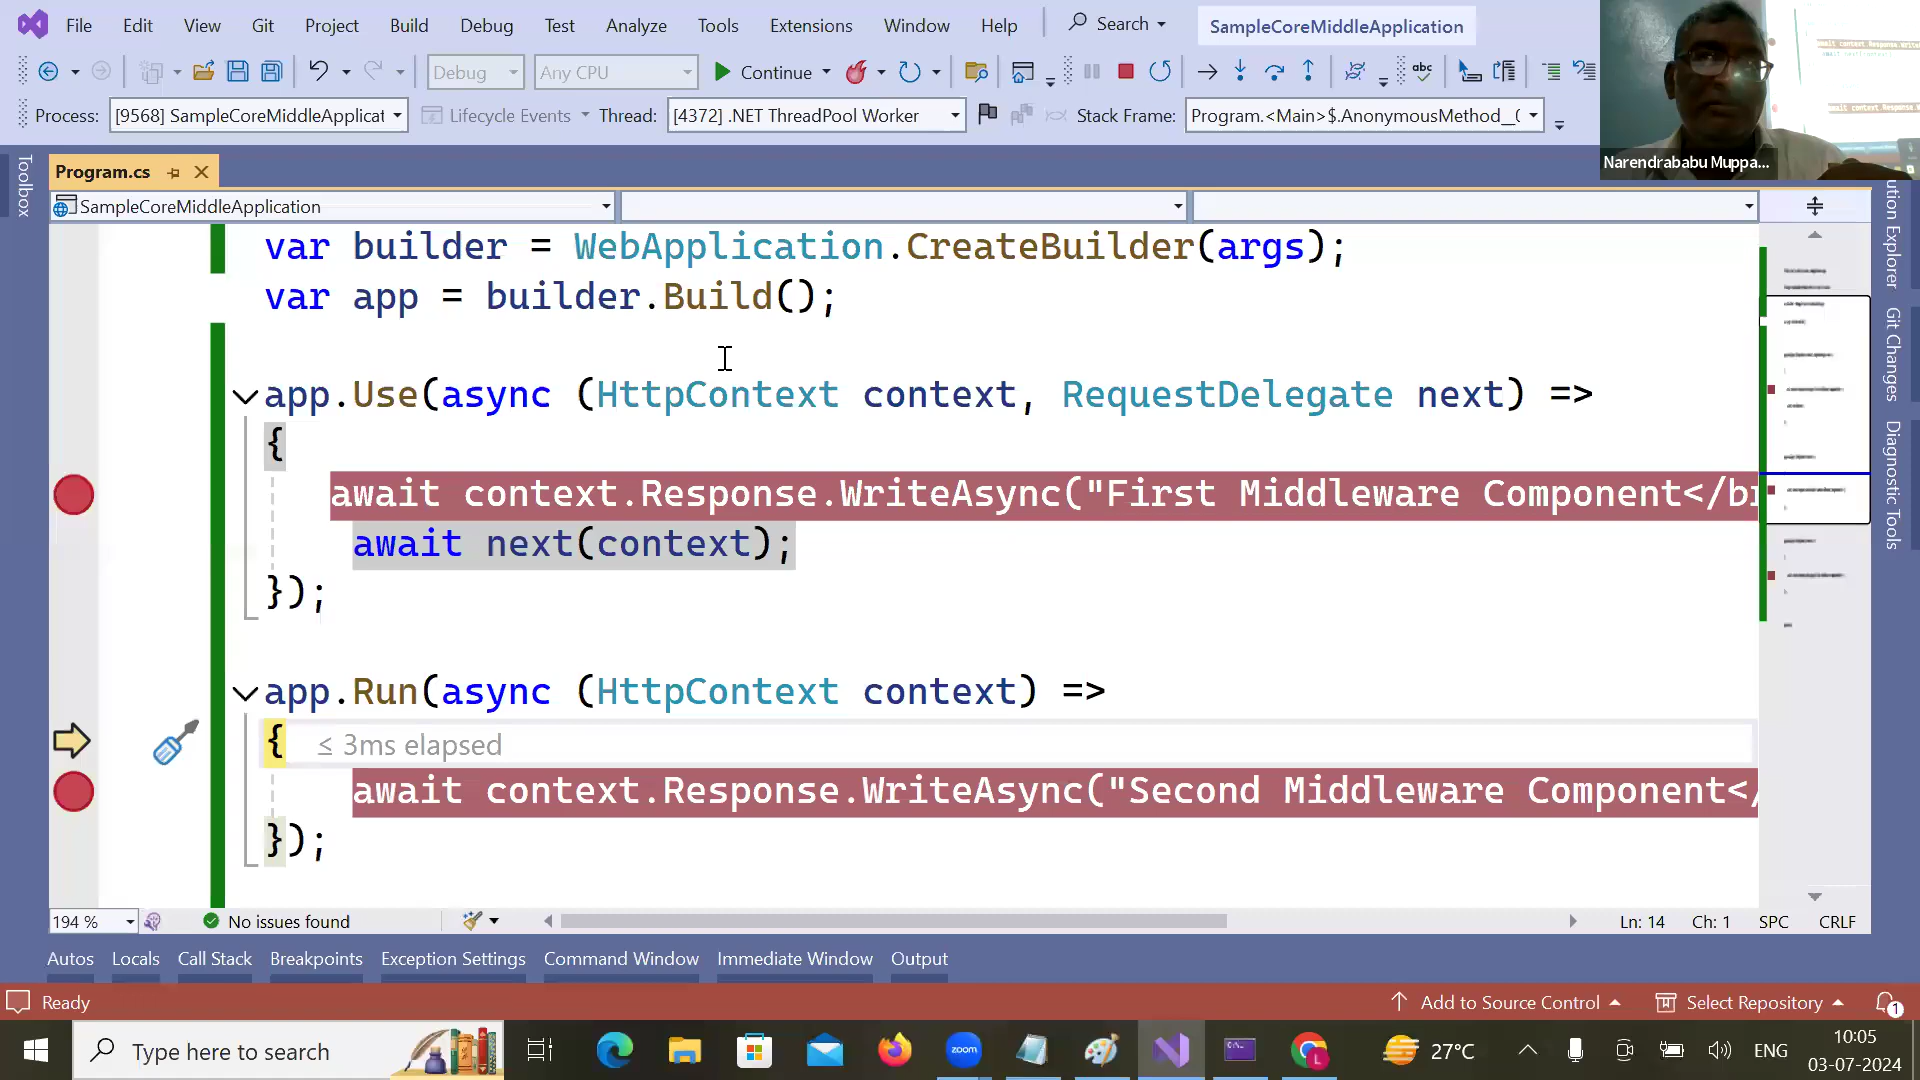 File Edit View Git Project Build Debug Test Analyze Tools Extensions Window Help Search SampleCoreMiddleApplication
Debug Any CPU Continue
Process: [9568] SampleCoreMiddleApplicat Lifecycle Events Thread: [4372] .NET ThreadPool Worker Stack Frame: Program.<Main>$.AnonymousMethod__0
Narendrababu Muppa...
Toolbox
Program.cs
SampleCoreMiddleApplication
var builder = WebApplication.CreateBuilder(args);
var app = builder.Build();
app.Use(async (HttpContext context, RequestDelegate next) =>
{
await context.Response.WriteAsync("First Middleware Component</br
await next(context);
});
app.Run(async (HttpContext context) =>
{ ≤ 3ms elapsed
await context.Response.WriteAsync("Second Middleware Component</
});
ution Explorer
Git Changes
Diagnostic Tools
194 % No issues found Ln: 14 Ch: 1 SPC CRLF
Autos Locals Call Stack Breakpoints Exception Settings Command Window Immediate Window Output
Ready Add to Source Control Select Repository 1
Type here to search zoom L 27°C ENG 10:05
03-07-2024